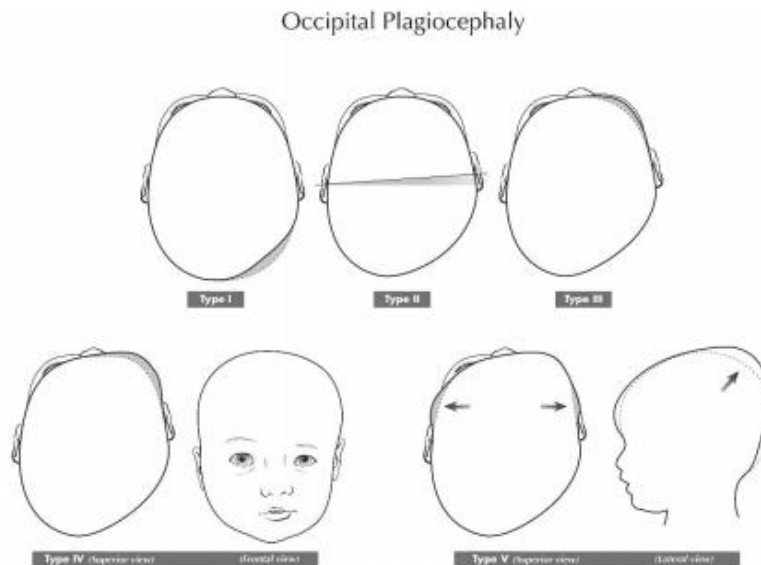 Occipital Plagiocephaly
Type I
Type II
Type III
Type IV (Superior view) (Frontal view)
Type V (Superior view) (Lateral view)